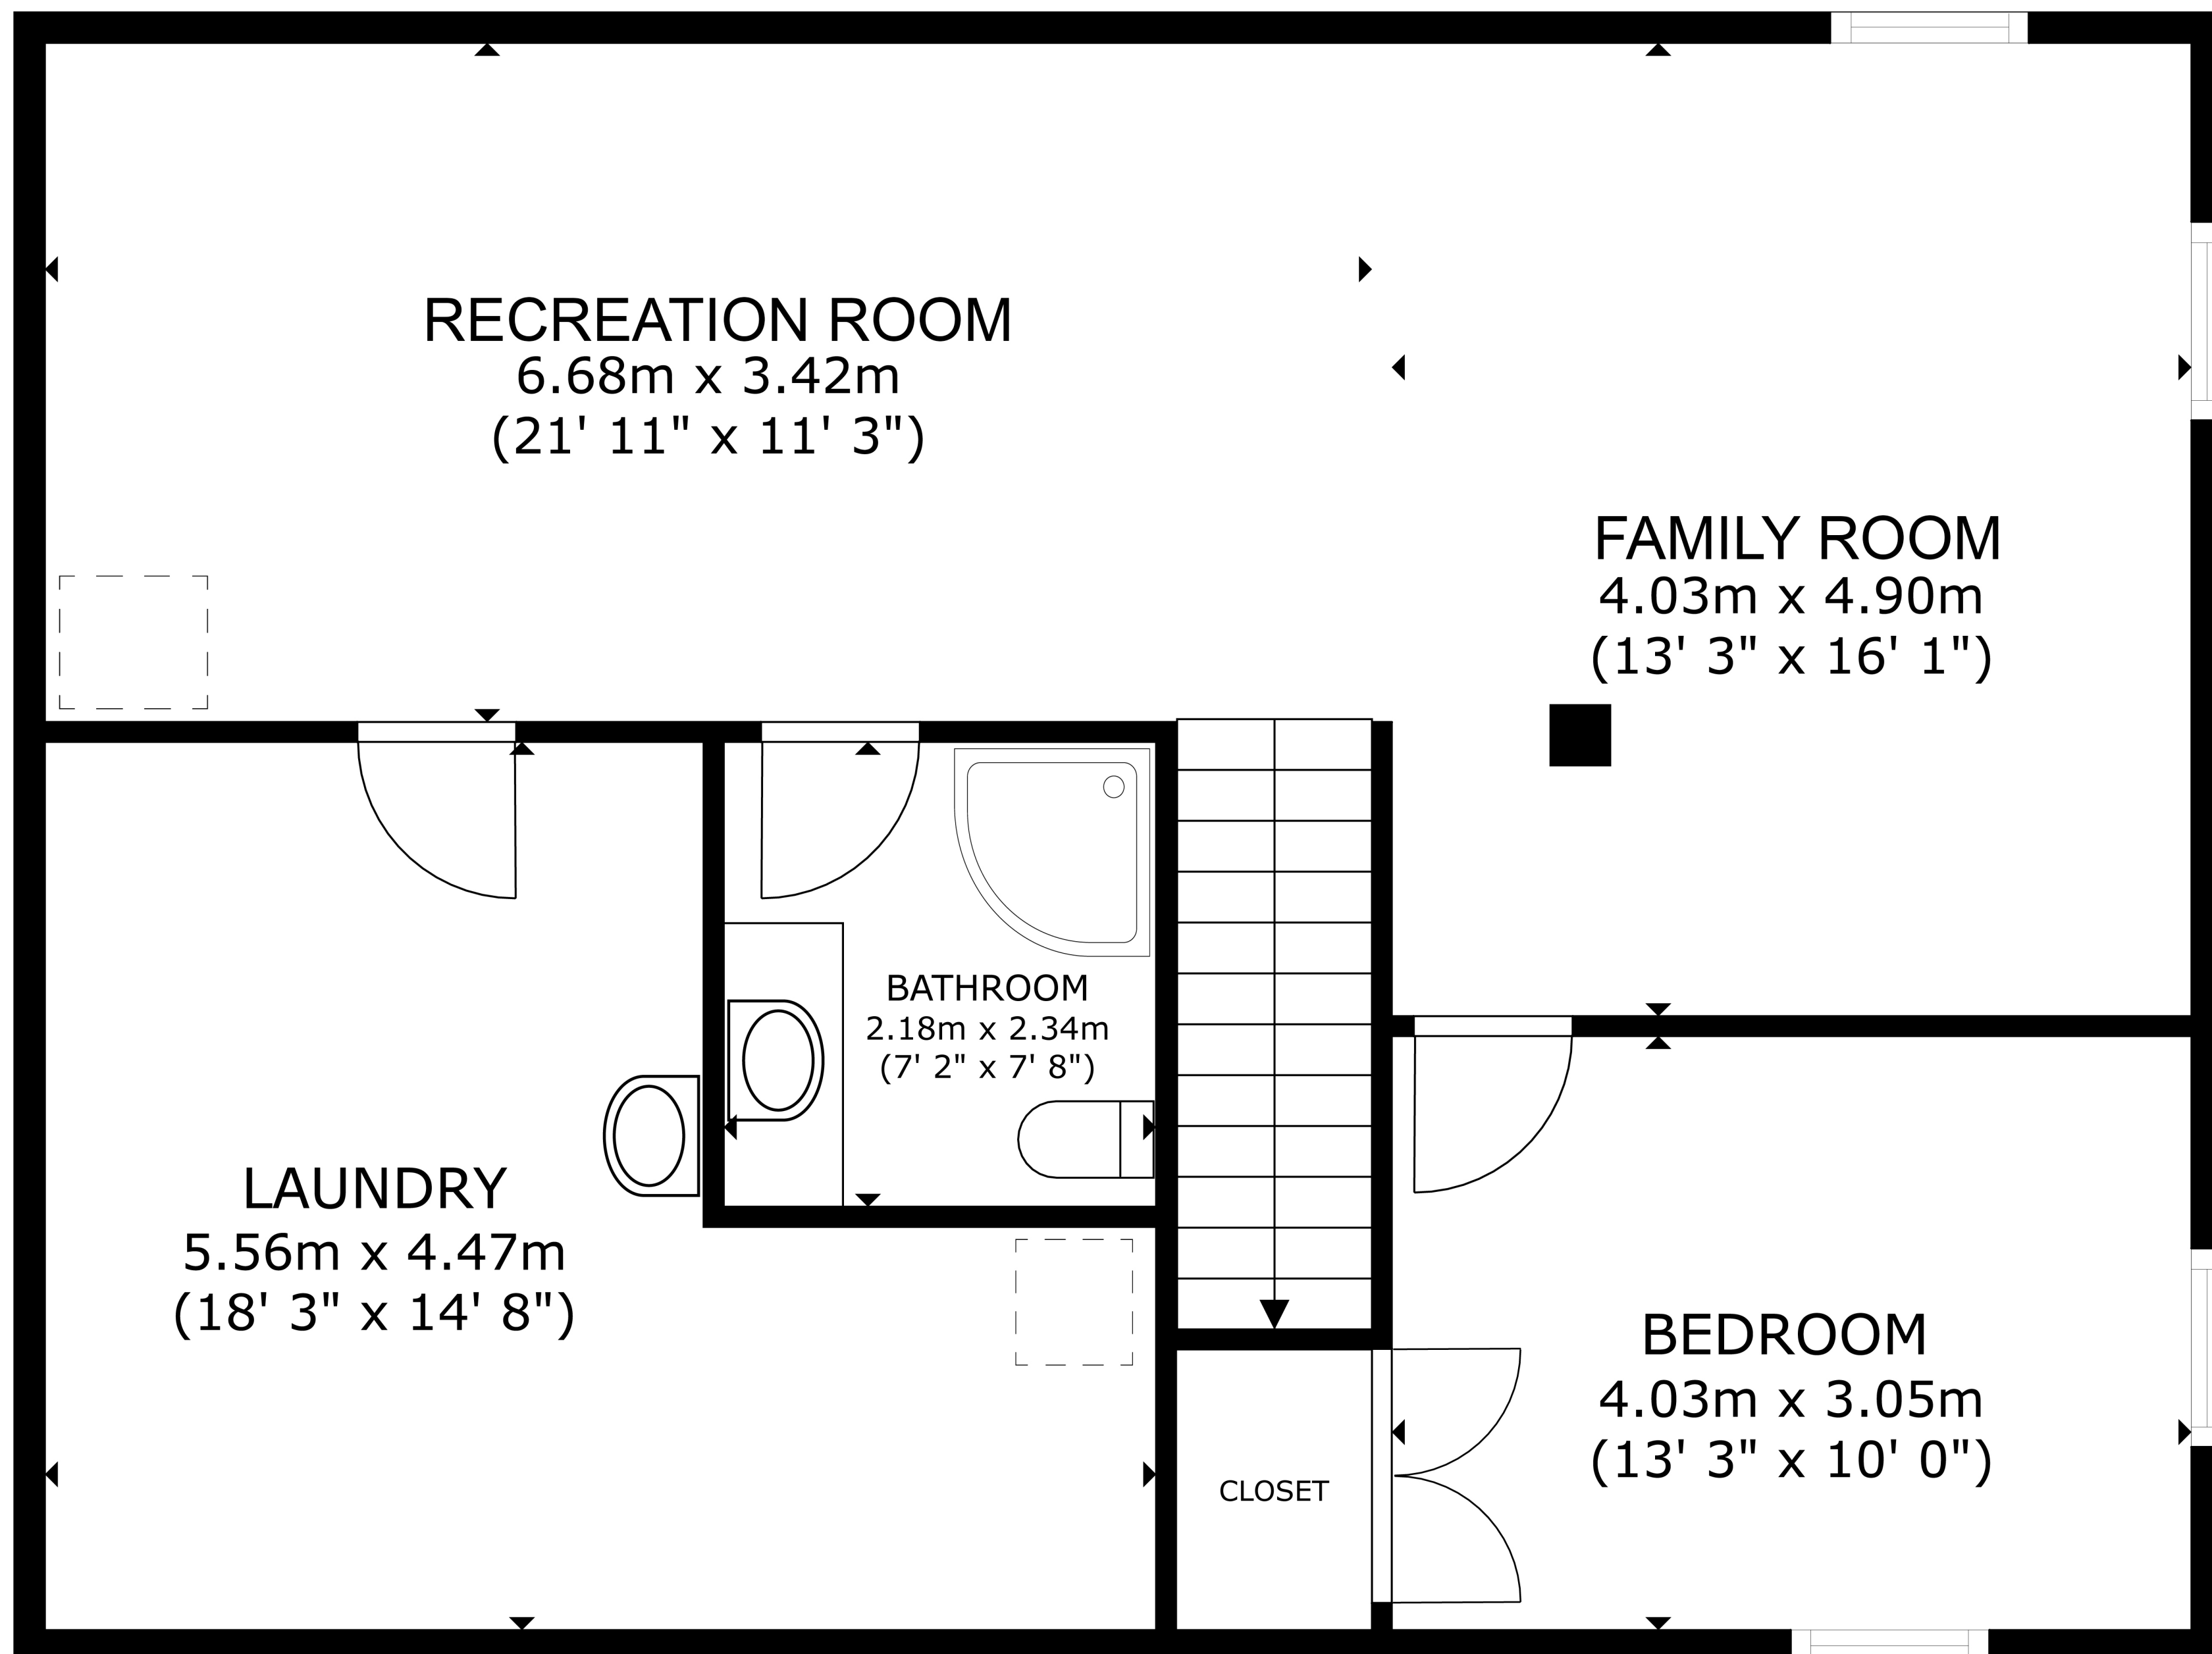 RECREATION ROOM
6.68m x 3.42m
(21' 11" x 11' 3")
FAMILY ROOM
4.03m x 4.90m
(13' 3" x 16' 1")
BATHROOM
2.18m x 2.34m
(7' 2" x 7' 8")
LAUNDRY
5.56m x 4.47m
(18' 3" x 14' 8")
BEDROOM
4.03m x 3.05m
(13' 3" x 10' 0")
CLOSET